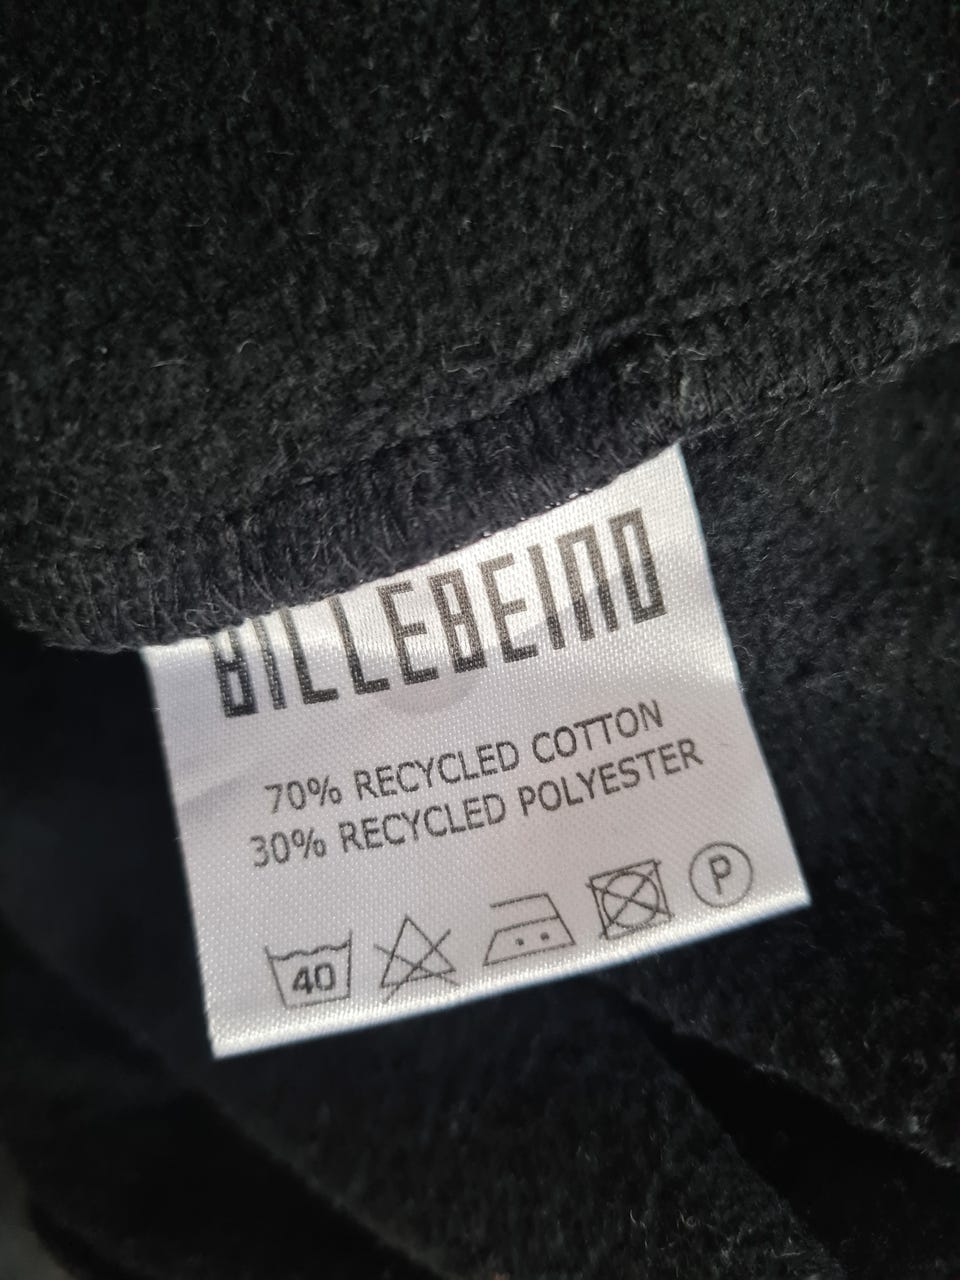 BILLEBEINO
70% RECYCLED COTTON
30% RECYCLED POLYESTER
40 P